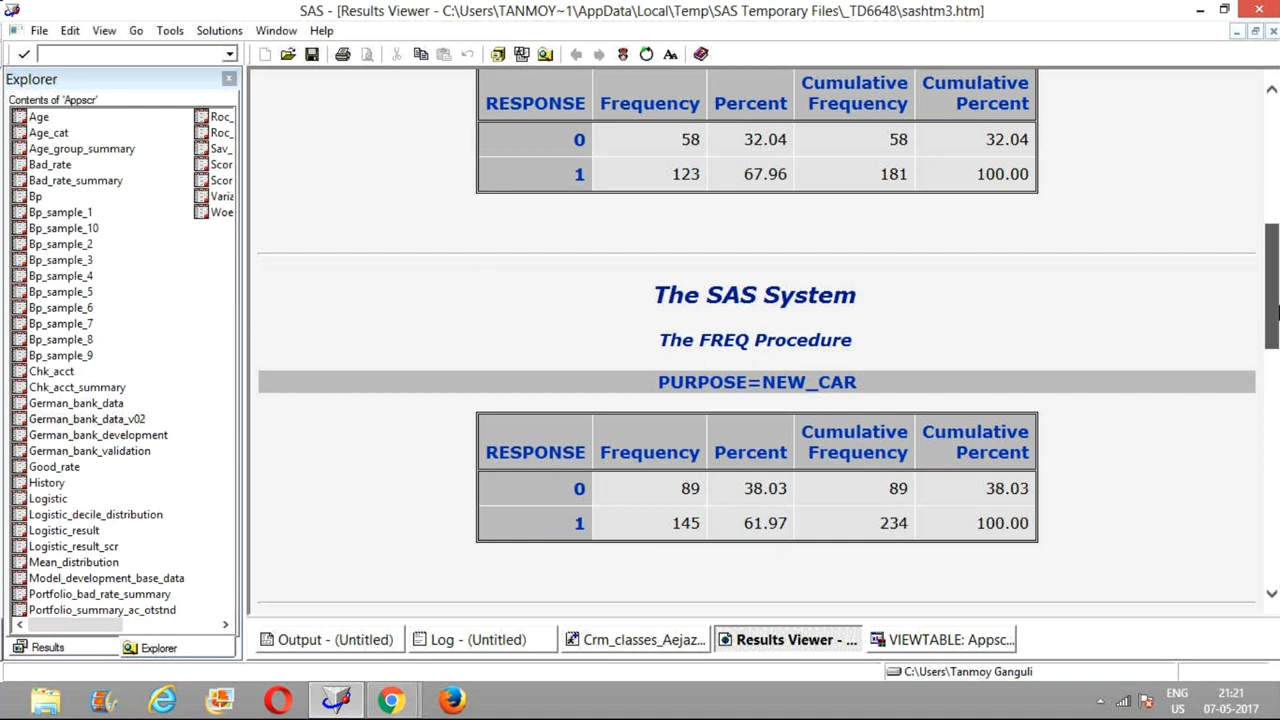 SAS - [Results Viewer - C:\Users\TANMOY~1\AppData\Local\Temp\SAS Temporary Files\_TD6648\sashtm3.htm]
File Edit View Go Tools Solutions Window Help
Explorer
Contents of 'Appscr'
Age
Age_cat
Age_group_summary
Bad_rate
Bad_rate_summary
Bp
Bp_sample_1
Bp_sample_10
Bp_sample_2
Bp_sample_3
Bp_sample_4
Bp_sample_5
Bp_sample_6
Bp_sample_7
Bp_sample_8
Bp_sample_9
Chk_acct
Chk_acct_summary
German_bank_data
German_bank_data_v02
German_bank_development
German_bank_validation
Good_rate
History
Logistic
Logistic_decile_distribution
Logistic_result
Logistic_result_scr
Mean_distribution
Model_development_base_data
Portfolio_bad_rate_summary
Portfolio_summary_ac_otstnd
Roc_
Roc_
Sav_
Scor
Scor
Varia
Woe
Results Explorer
RESPONSE Frequency Percent Cumulative Frequency Cumulative Percent
0 58 32.04 58 32.04
1 123 67.96 181 100.00
The SAS System
The FREQ Procedure
PURPOSE=NEW_CAR
RESPONSE Frequency Percent Cumulative Frequency Cumulative Percent
0 89 38.03 89 38.03
1 145 61.97 234 100.00
Output - (Untitled) Log - (Untitled) Crm_classes_Aejaz... Results Viewer - ... VIEWTABLE: Appsc...
C:\Users\Tanmoy Ganguli
ENG 21:21
US 07-05-2017